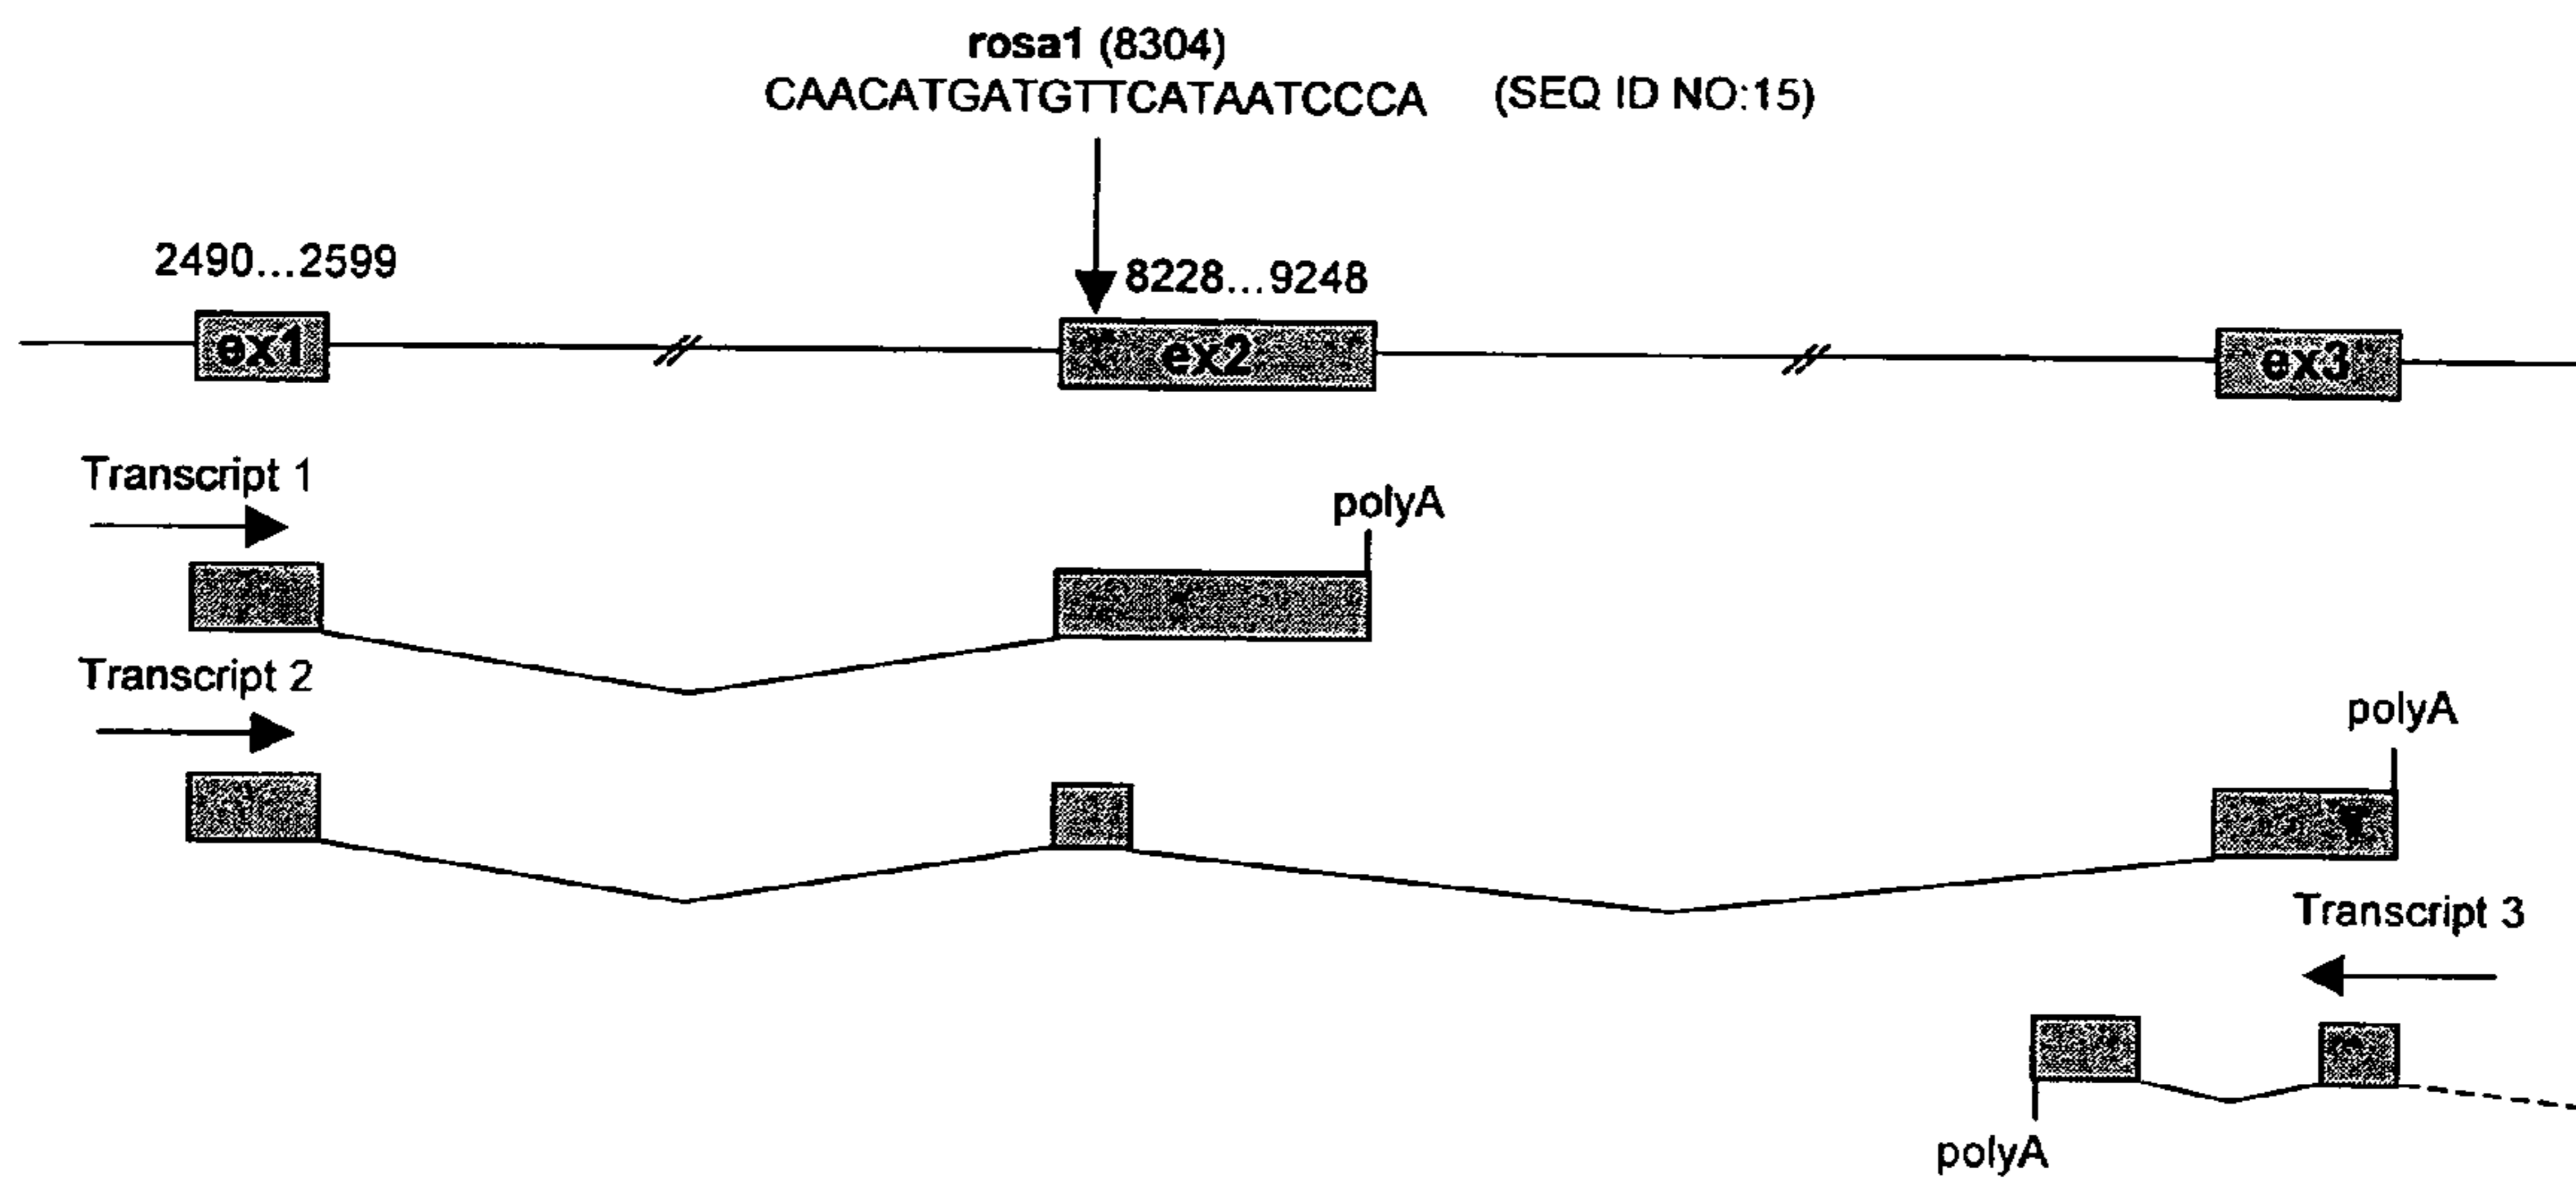 rosa1 (8304)
CAACATGATGTTCATAATCCCA (SEQ ID NO:15)
2490...2599
8228...9248
ex1
ex2
ex3
Transcript 1
polyA
Transcript 2
polyA
Transcript 3
polyA